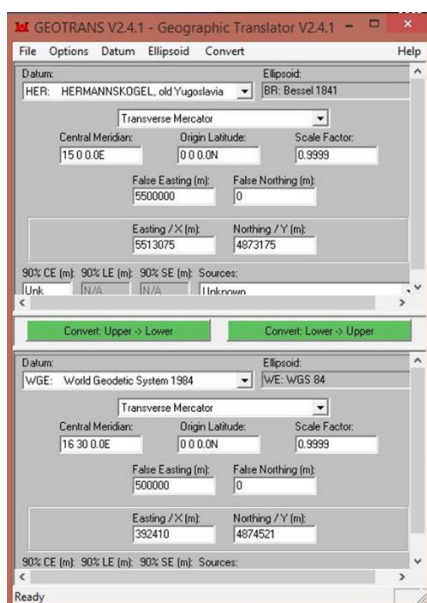 GEOTRANS V2.4.1 - Geographic Translator V2.4.1
File Options Datum Ellipsoid Convert Help
Datum: Ellipsoid:
HER: HERMANNSKOGEL, old Yugoslavia BR: Bessel 1841
Transverse Mercator
Central Meridian: Origin Latitude: Scale Factor:
15 0 0.0E 0 0 0.0N 0.9999
False Easting (m): False Northing (m):
5500000 0
Easting / X (m): Northing / Y (m):
5513075 4873175
90% CE (m): 90% LE (m): 90% SE (m): Sources:
Unk N/A N/A Unknown
Convert: Upper -> Lower Convert: Lower -> Upper
Datum: Ellipsoid:
WGE: World Geodetic System 1984 WE: WGS 84
Transverse Mercator
Central Meridian: Origin Latitude: Scale Factor:
16 30 0.0E 0 0 0.0N 0.9999
False Easting (m): False Northing (m):
500000 0
Easting / X (m): Northing / Y (m):
392410 4874521
90% CE (m): 90% LE (m): 90% SE (m): Sources:
Ready